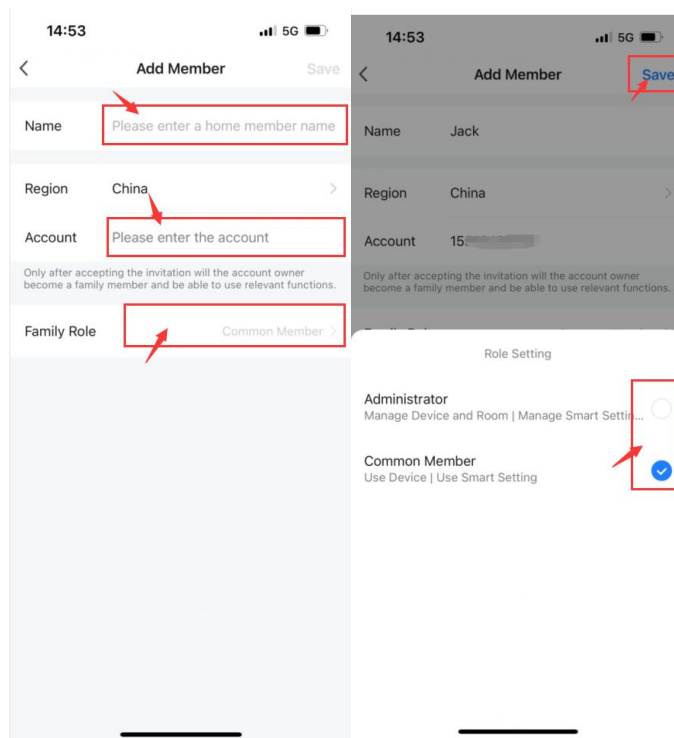 14:53
5G
Add Member
Save
Name
Please enter a home member name
Region
China
Account
Please enter the account
Only after accepting the invitation will the account owner
become a family member and be able to use relevant functions.
Family Role
Common Member
14:53
5G
Add Member
Save
Name
Jack
Region
China
Account
15
Only after accepting the invitation will the account owner
become a family member and be able to use relevant functions.
Role Setting
Administrator
Manage Device and Room | Manage Smart Settin...
Common Member
Use Device | Use Smart Setting